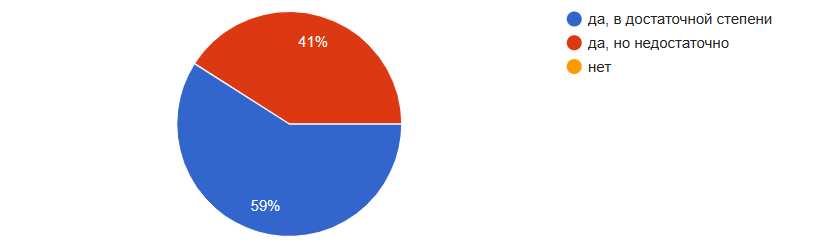 41%
59%
да, в достаточной степени
да, но недостаточно
нет